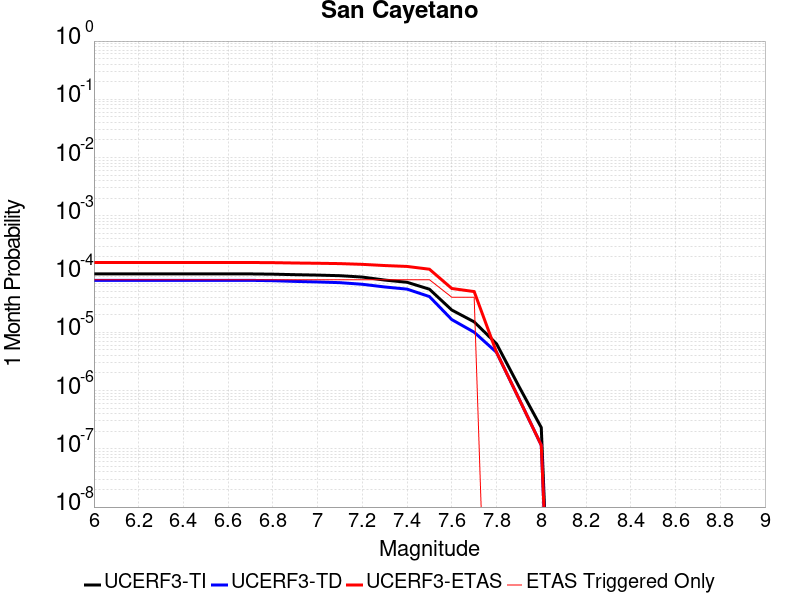 San Cayetano
10^0
10^-1
10^-2
10^-3
10^-4
10^-5
10^-6
10^-7
10^-8
1 Month Probability
6 6.2 6.4 6.6 6.8 7 7.2 7.4 7.6 7.8 8 8.2 8.4 8.6 8.8 9
Magnitude
UCERF3-TI UCERF3-TD UCERF3-ETAS ETAS Triggered Only